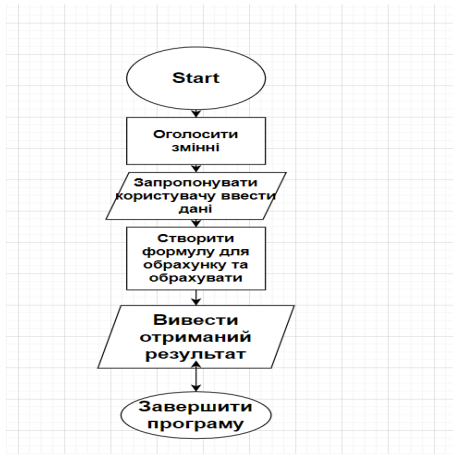 Start
Оголосити
змінні
Запропонувати
користувачу ввести
дані
Створити
формулу для
обрахунку та
обрахувати
Вивести
отриманий
результат
Завершити
програму